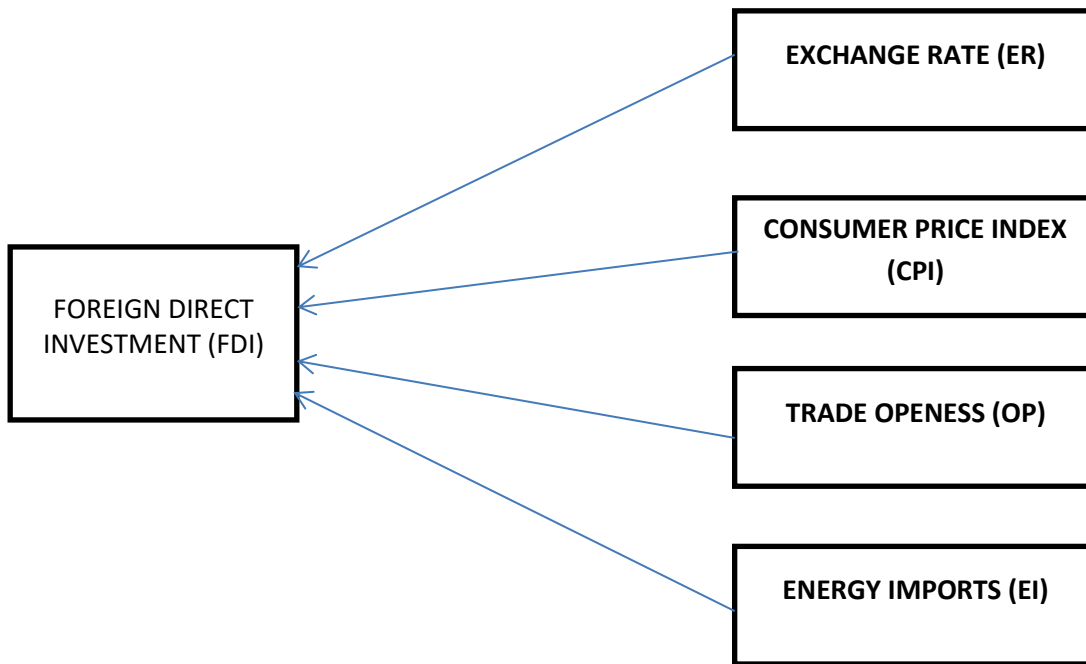 EXCHANGE RATE (ER)
CONSUMER PRICE INDEX
(CPI)
FOREIGN DIRECT
INVESTMENT (FDI)
TRADE OPENESS (OP)
ENERGY IMPORTS (EI)